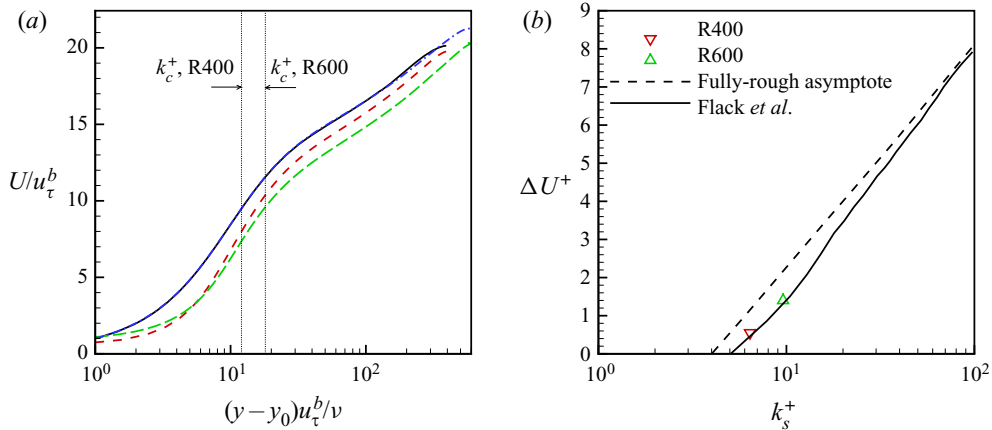 (a)
20
15
10
5
0
U/u_τ^b
k_c^+, R400
k_c^+, R600
10^0
10^1
10^2
(y – y_0)u_τ^b/ν
(b)
9
8
7
6
5
4
3
2
1
0
ΔU^+
R400
R600
Fully-rough asymptote
Flack et al.
10^0
10^1
10^2
k_s^+